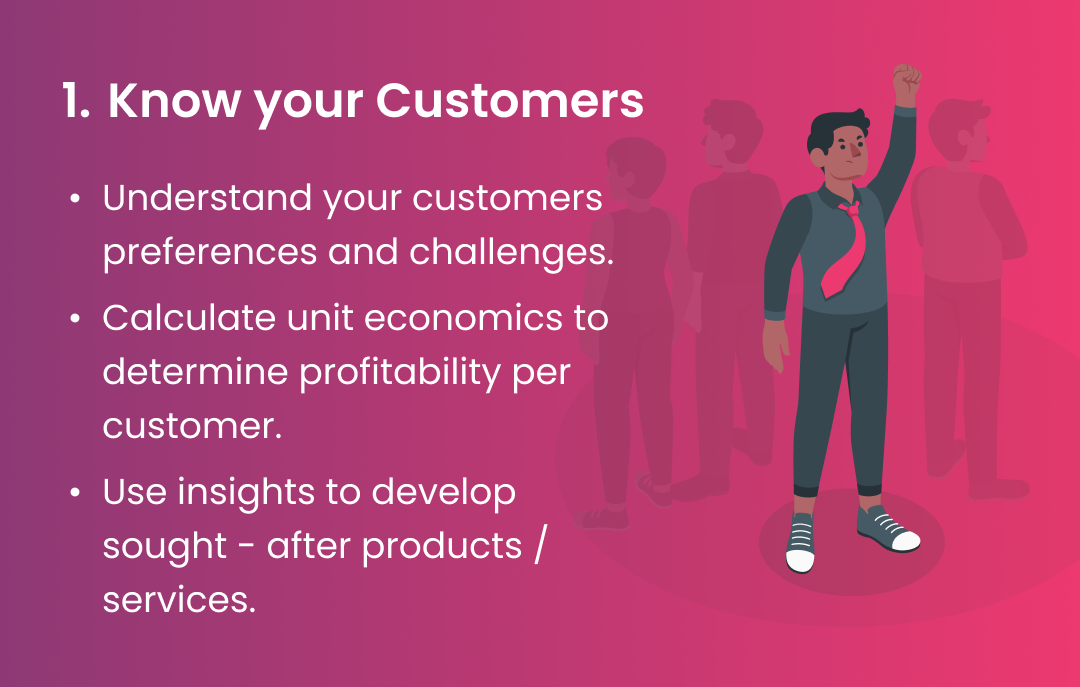 1. Know your Customers
• Understand your customers
preferences and challenges.
• Calculate unit economics to
determine profitability per
customer.
• Use insights to develop
sought - after products /
services.